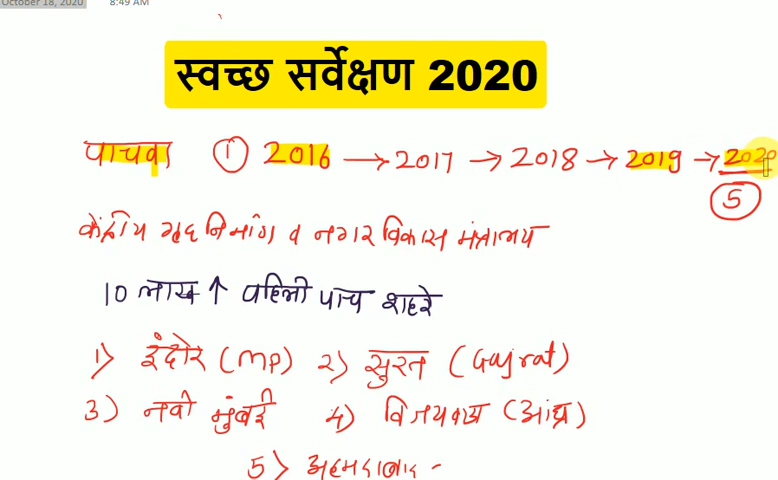 October 18, 2020 8:49 AM
स्वच्छ सर्वेक्षण 2020
पाचवा ① 2016 → 2017 → 2018 → 2019 → 2020
⑤
केंद्रीय गृहनिर्माण व नगरविकास मंत्रालय
10 लाख ↑ पहिली पाच शहरे
1) इंदोर (MP) 2) सुरत (Gujrat)
3) नवी मुंबई 4) विजयवाडा (आंध्र)
5) अहमदाबाद -